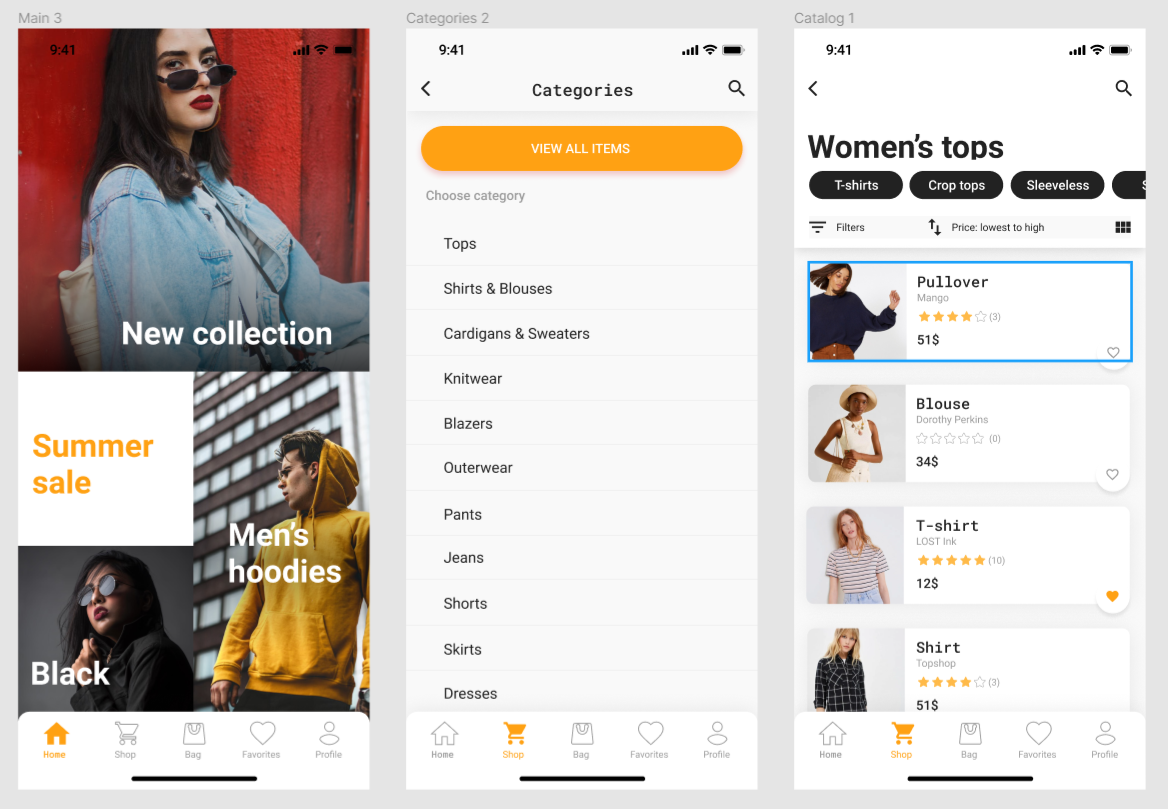 Main 3
9:41
New collection
Summer
sale
Men's
hoodies
Black
Home
Shop
Bag
Favorites
Profile
Categories 2
9:41
Categories
VIEW ALL ITEMS
Choose category
Tops
Shirts & Blouses
Cardigans & Sweaters
Knitwear
Blazers
Outerwear
Pants
Jeans
Shorts
Skirts
Dresses
Home
Shop
Bag
Favorites
Profile
Catalog 1
9:41
Women’s tops
T-shirts Crop tops Sleeveless S
Filters Price: lowest to high
Pullover
Mango
(3)
51$
Blouse
Dorothy Perkins
(0)
34$
T-shirt
LOST Ink
(10)
12$
Shirt
Topshop
(3)
51$
Home
Shop
Bag
Favorites
Profile